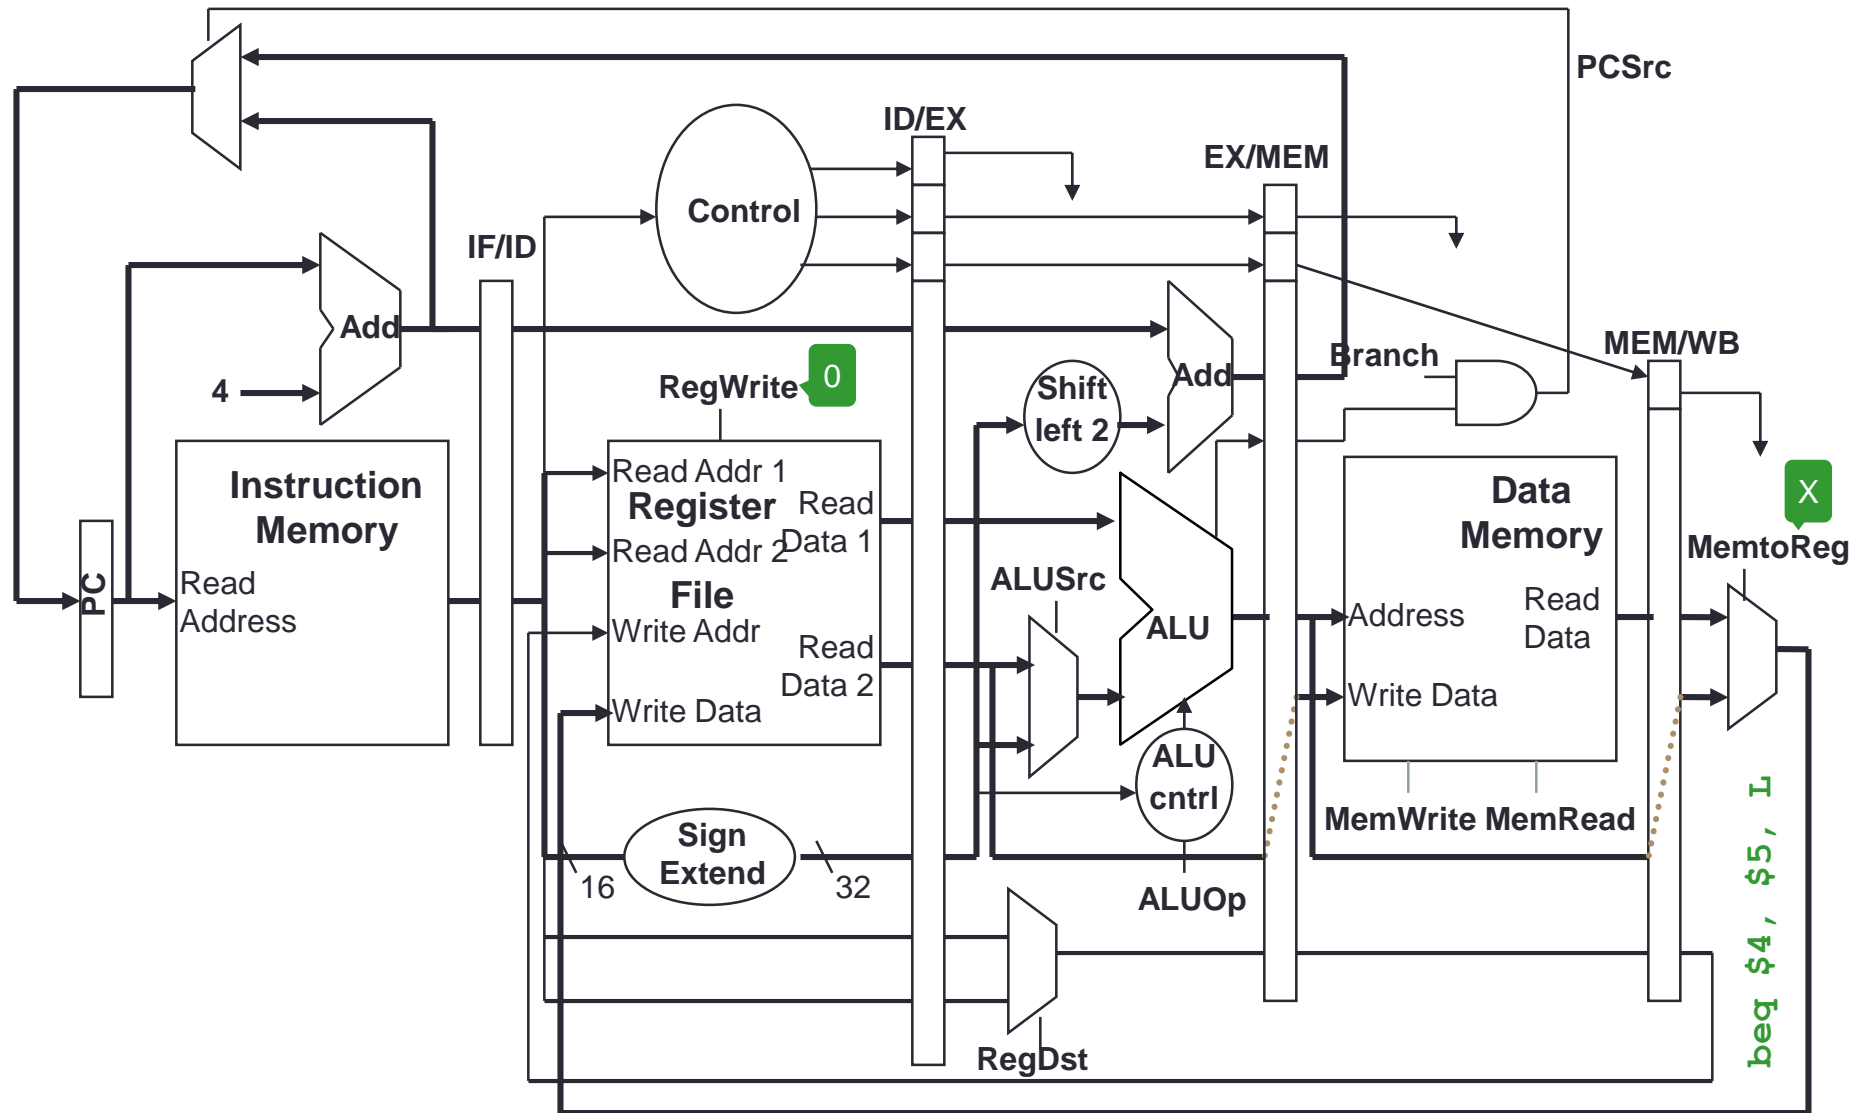 PCSrc
ID/EX
EX/MEM
Control
IF/ID
Add
4
RegWrite
0
Shift
left 2
Add
Branch
MEM/WB
Instruction
Memory
Read
Address
PC
Read Addr 1
Register
Read
Data 1
Read Addr 2
File
Write Addr
Read
Data 2
Write Data
ALUSrc
ALU
ALU
cntrl
Data
Memory
Address
Read
Data
Write Data
X
MemtoReg
MemWrite MemRead
Sign
Extend
16
32
ALUOp
RegDst
beq $4, $5, L